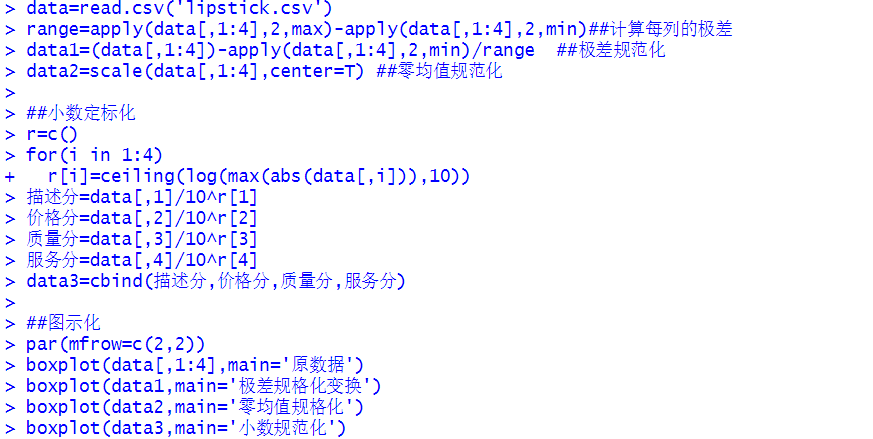 > data=read.csv('lipstick.csv')
> range=apply(data[,1:4],2,max)-apply(data[,1:4],2,min)##计算每列的极差
> data1=(data[,1:4])-apply(data[,1:4],2,min)/range  ##极差规范化
> data2=scale(data[,1:4],center=T) ##零均值规范化
>
> ##小数定标化
> r=c()
> for(i in 1:4)
+   r[i]=ceiling(log(max(abs(data[,i])),10))
> 描述分=data[,1]/10^r[1]
> 价格分=data[,2]/10^r[2]
> 质量分=data[,3]/10^r[3]
> 服务分=data[,4]/10^r[4]
> data3=cbind(描述分,价格分,质量分,服务分)
>
> ##图示化
> par(mfrow=c(2,2))
> boxplot(data[,1:4],main='原数据')
> boxplot(data1,main='极差规格化变换')
> boxplot(data2,main='零均值规格化')
> boxplot(data3,main='小数规范化')